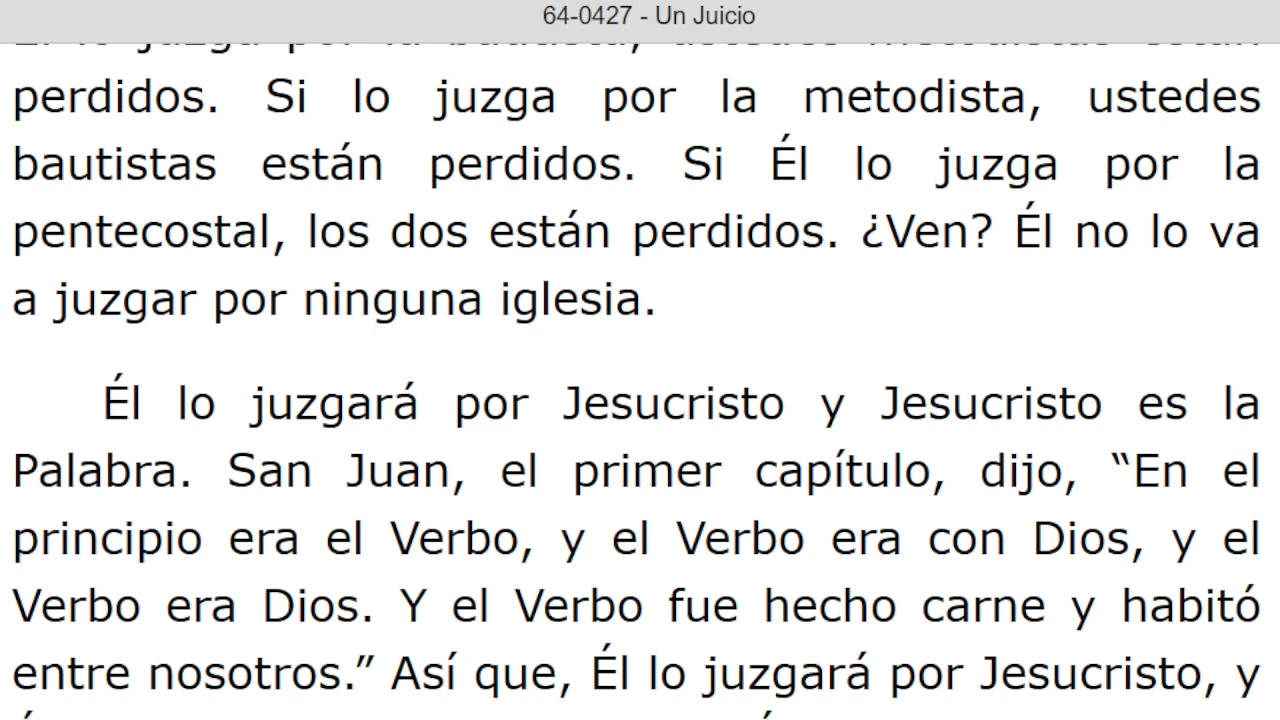 64-0427 - Un Juicio
perdidos. Si lo juzga por la metodista, ustedes
bautistas están perdidos. Si Él lo juzga por la
pentecostal, los dos están perdidos. ¿Ven? Él no lo va
a juzgar por ninguna iglesia.
Él lo juzgará por Jesucristo y Jesucristo es la
Palabra. San Juan, el primer capítulo, dijo, “En el
principio era el Verbo, y el Verbo era con Dios, y el
Verbo era Dios. Y el Verbo fue hecho carne y habitó
entre nosotros.” Así que, Él lo juzgará por Jesucristo, y